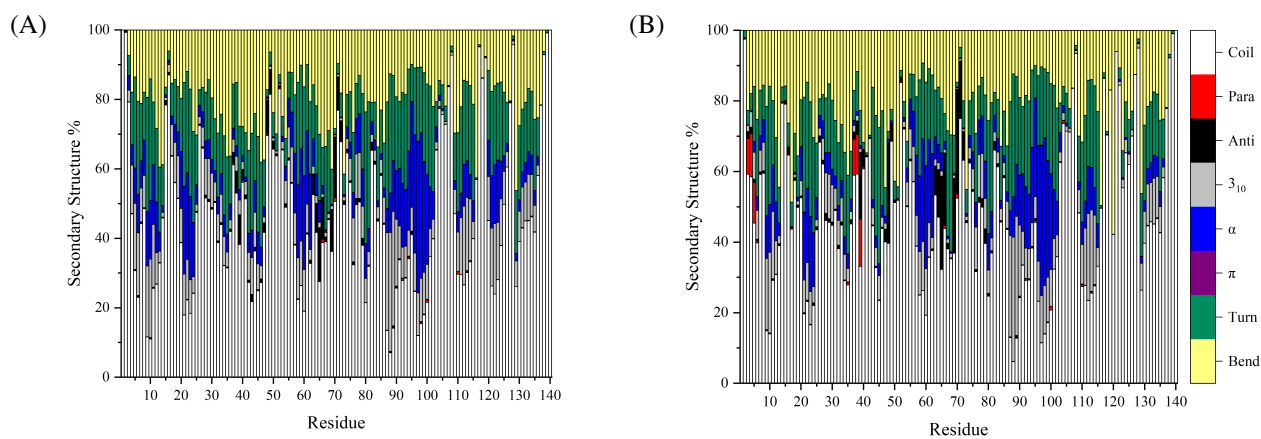 (A)
(B)
Secondary Structure %
100
80
60
40
20
0
10 20 30 40 50 60 70 80 90 100 110 120 130 140
Residue
Secondary Structure %
100
80
60
40
20
0
10 20 30 40 50 60 70 80 90 100 110 120 130 140
Residue
Coil
Para
Anti
3₁₀
α
π
Turn
Bend